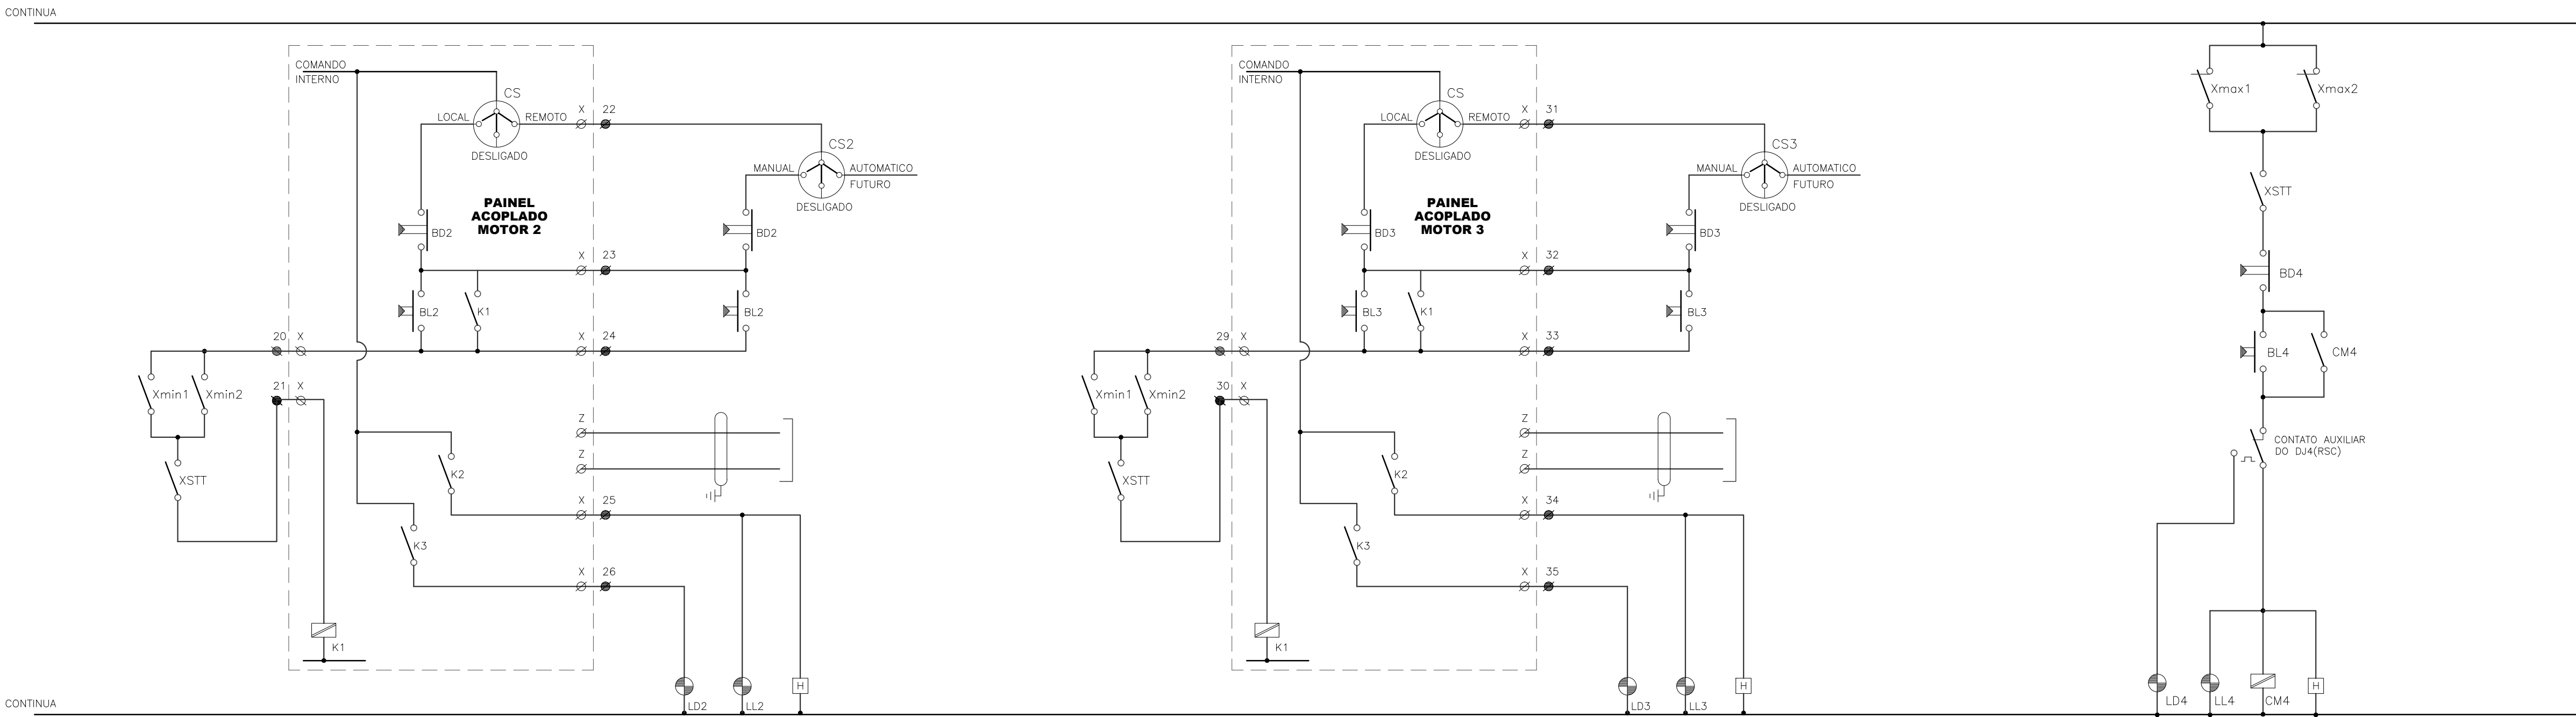 CONTINUA
COMANDO
INTERNO
CS
LOCAL
REMOTO
DESLIGADO
X
22
CS2
MANUAL
AUTOMATICO
FUTURO
DESLIGADO
PAINEL
ACOPLADO
MOTOR 2
BD2
BD2
X
23
BL2
K1
BL2
20
X
X
24
Xmin1
Xmin2
21
X
XSTT
Z
Z
K2
X
25
K3
X
26
K1
LD2
LL2
H
COMANDO
INTERNO
CS
LOCAL
REMOTO
DESLIGADO
X
31
CS3
MANUAL
AUTOMATICO
FUTURO
DESLIGADO
PAINEL
ACOPLADO
MOTOR 3
BD3
BD3
X
32
BL3
K1
BL3
29
X
X
33
Xmin1
Xmin2
30
X
XSTT
Z
Z
K2
X
34
K3
X
35
K1
LD3
LL3
H
Xmax1
Xmax2
XSTT
BD4
BL4
CM4
CONTATO AUXILIAR
DO DJ4(RSC)
LD4
LL4
CM4
H
CONTINUA